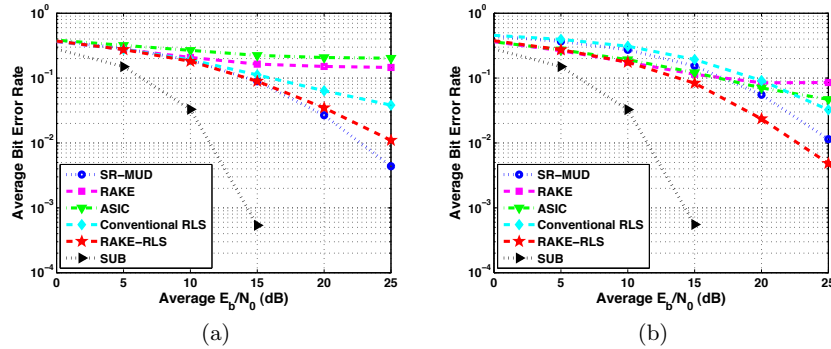 10^0
10^-1
10^-2
10^-3
10^-4
Average Bit Error Rate
SR-MUD
RAKE
ASIC
Conventional RLS
RAKE-RLS
SUB
0 5 10 15 20 25
Average E_b/N_0 (dB)
(a)
10^0
10^-1
10^-2
10^-3
10^-4
Average Bit Error Rate
SR-MUD
RAKE
ASIC
Conventional RLS
RAKE-RLS
SUB
0 5 10 15 20 25
Average E_b/N_0 (dB)
(b)